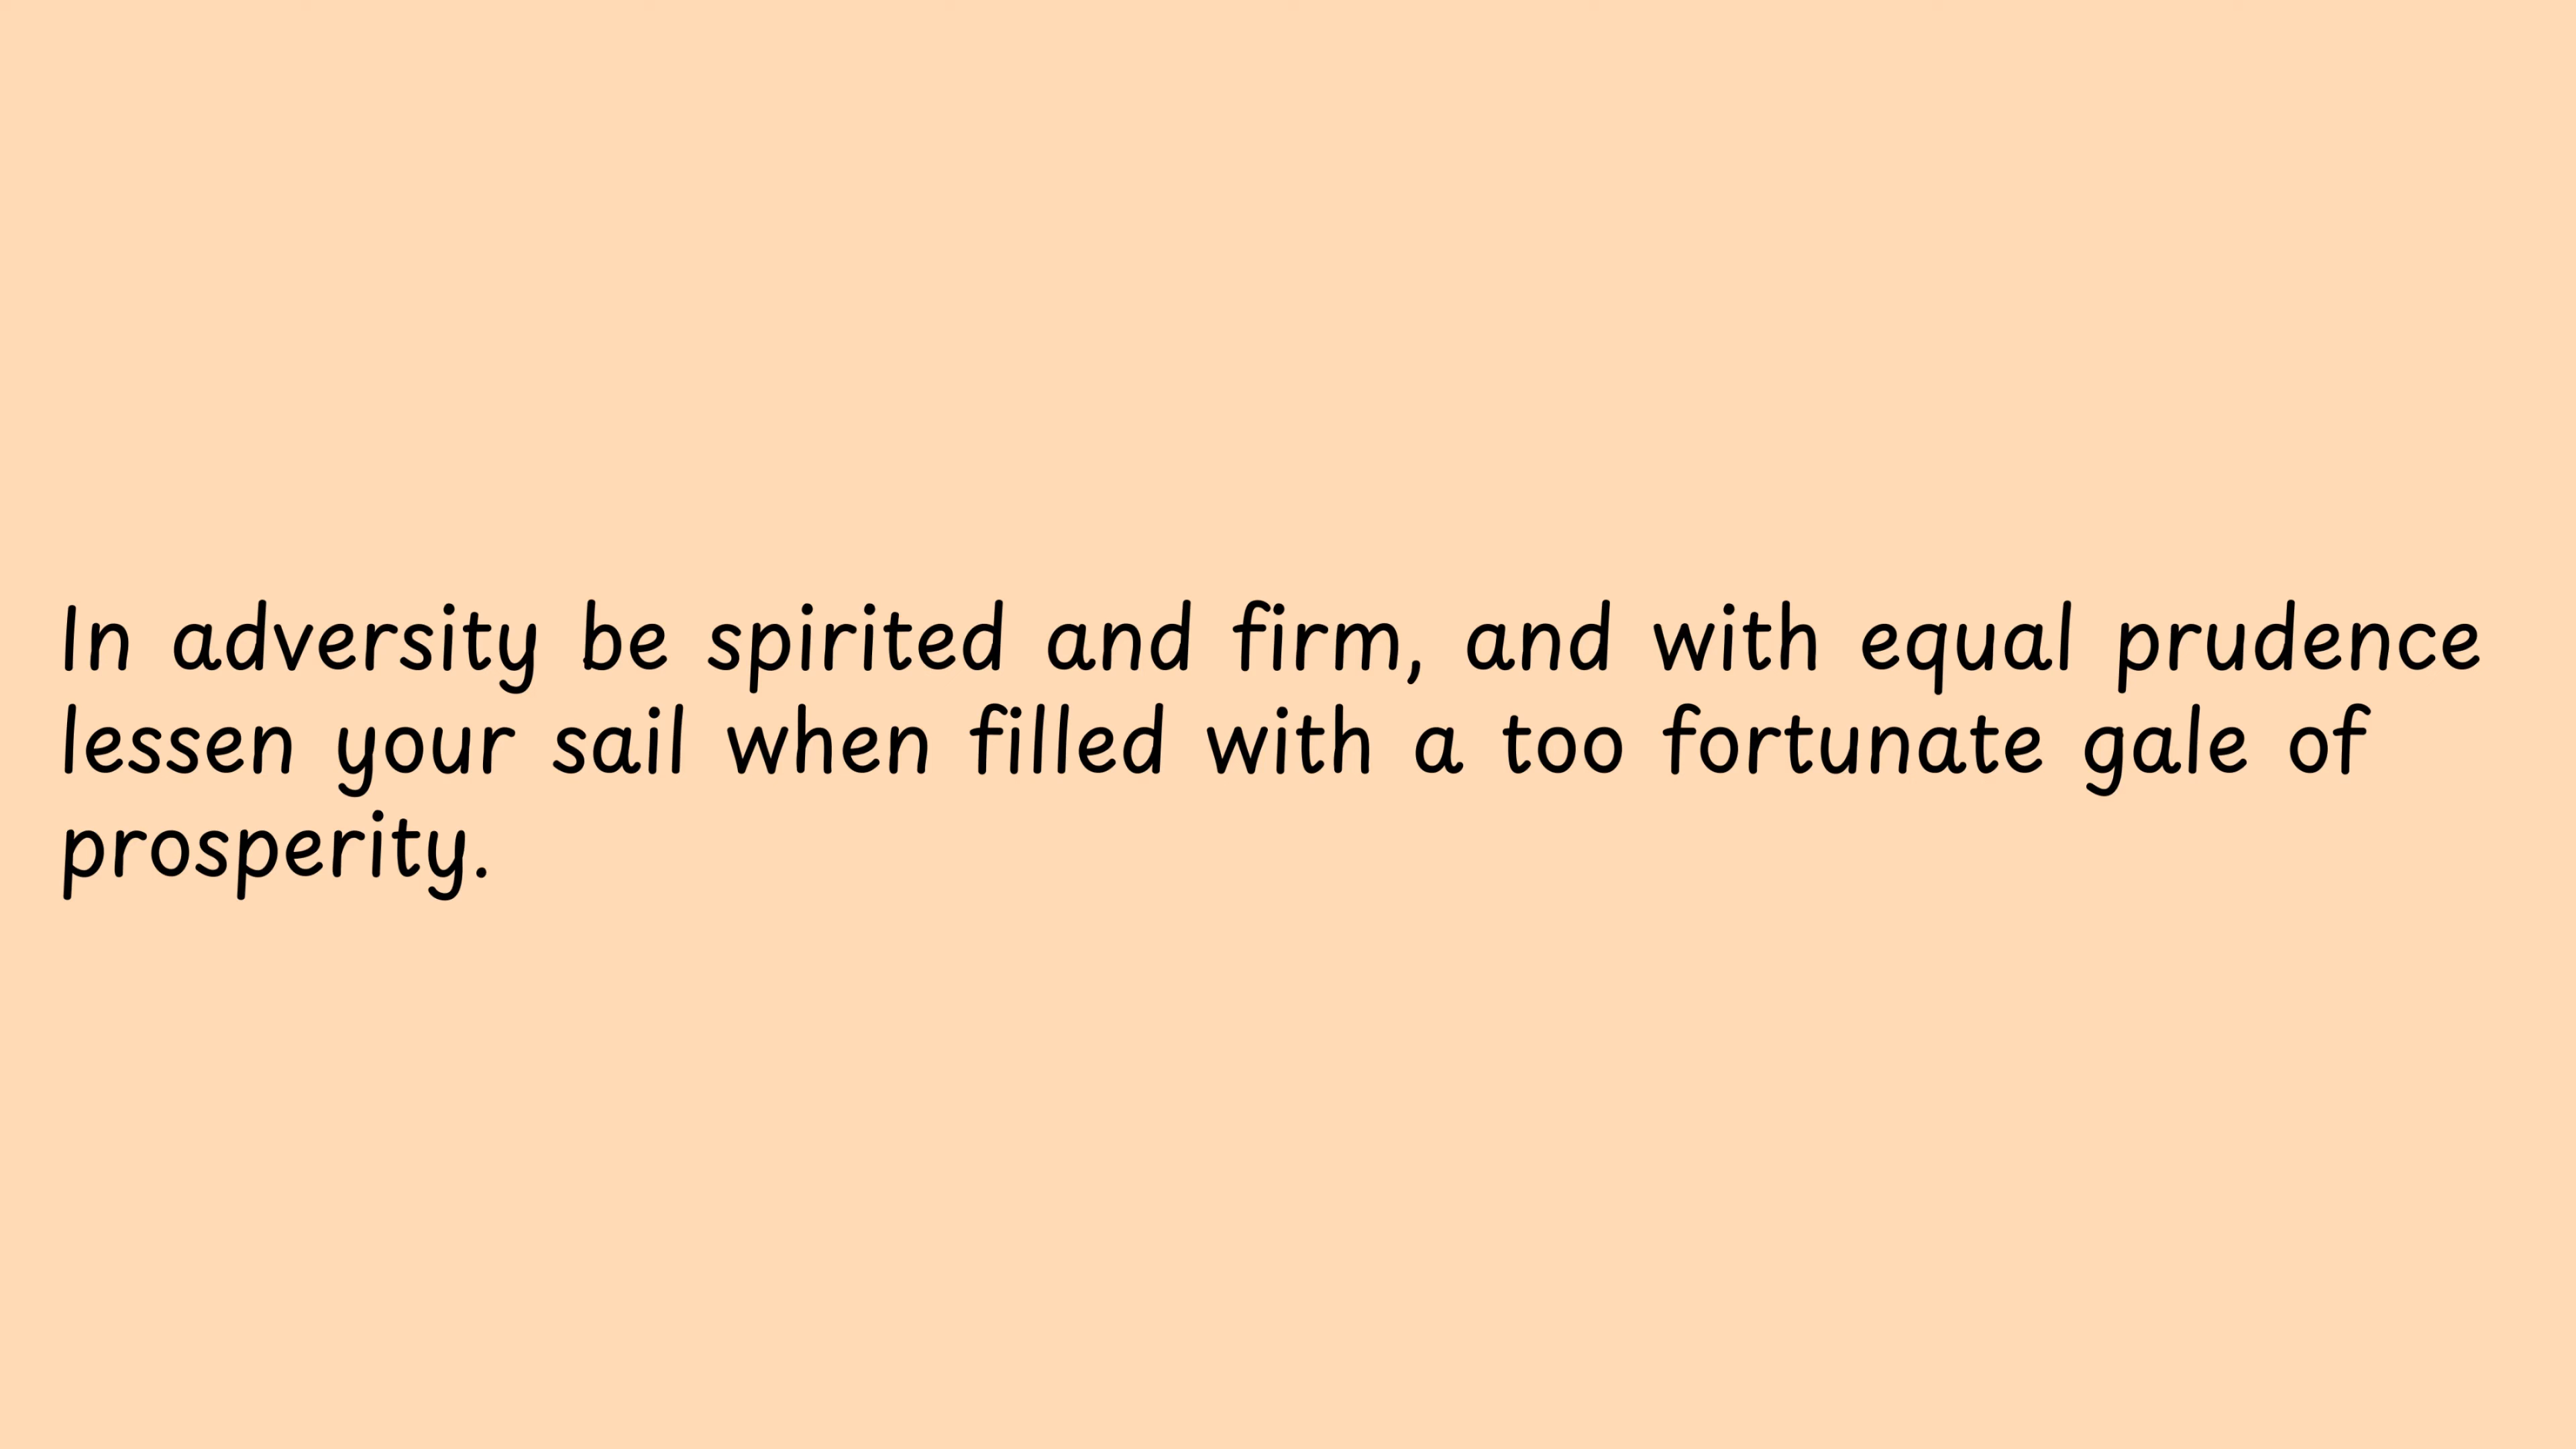 In adversity be spirited and firm, and with equal prudence
lessen your sail when filled with a too fortunate gale of
prosperity.